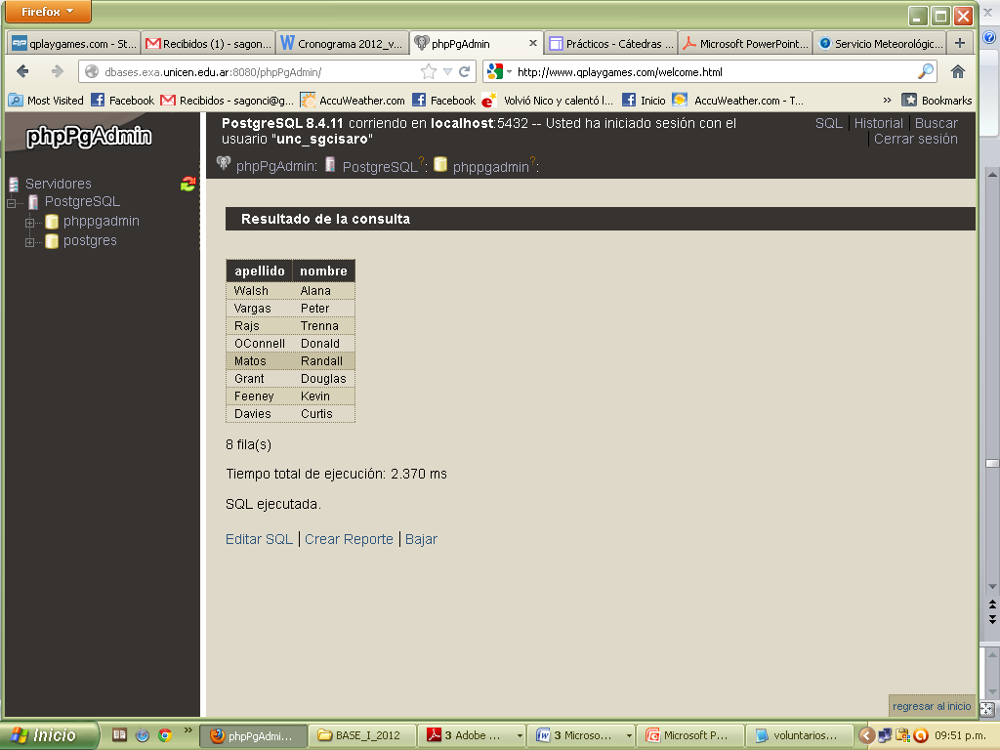 Firefox
qplaygames.com - St...
Recibidos (1) - sagon...
Cronograma 2012_v...
phpPgAdmin
Prácticos - Cátedras ...
Microsoft PowerPoint...
Servicio Meteorológic...
dbases.exa.unicen.edu.ar:8080/phpPgAdmin/
http://www.qplaygames.com/welcome.html
Most Visited
Facebook
Recibidos - sagonci@g...
AccuWeather.com
Facebook
Volvió Nico y calentó l...
Inicio
AccuWeather.com - T...
»
Bookmarks
phpPgAdmin
Servidores
PostgreSQL
phppgadmin
postgres
PostgreSQL 8.4.11 corriendo en localhost:5432 -- Usted ha iniciado sesión con el
usuario "unc_sgcisaro"
SQL | Historial | Buscar
| Cerrar sesión
phpPgAdmin: PostgreSQL?: phppgadmin?:
Resultado de la consulta
apellido nombre
Walsh Alana
Vargas Peter
Rajs Trenna
OConnell Donald
Matos Randall
Grant Douglas
Feeney Kevin
Davies Curtis
8 fila(s)
Tiempo total de ejecución: 2.370 ms
SQL ejecutada.
Editar SQL | Crear Reporte | Bajar
regresar al inicio
Inicio
»
phpPgAdmi...
BASE_I_2012
3 Adobe ...
3 Microso...
Microsoft P...
voluntarios...
09:51 p.m.